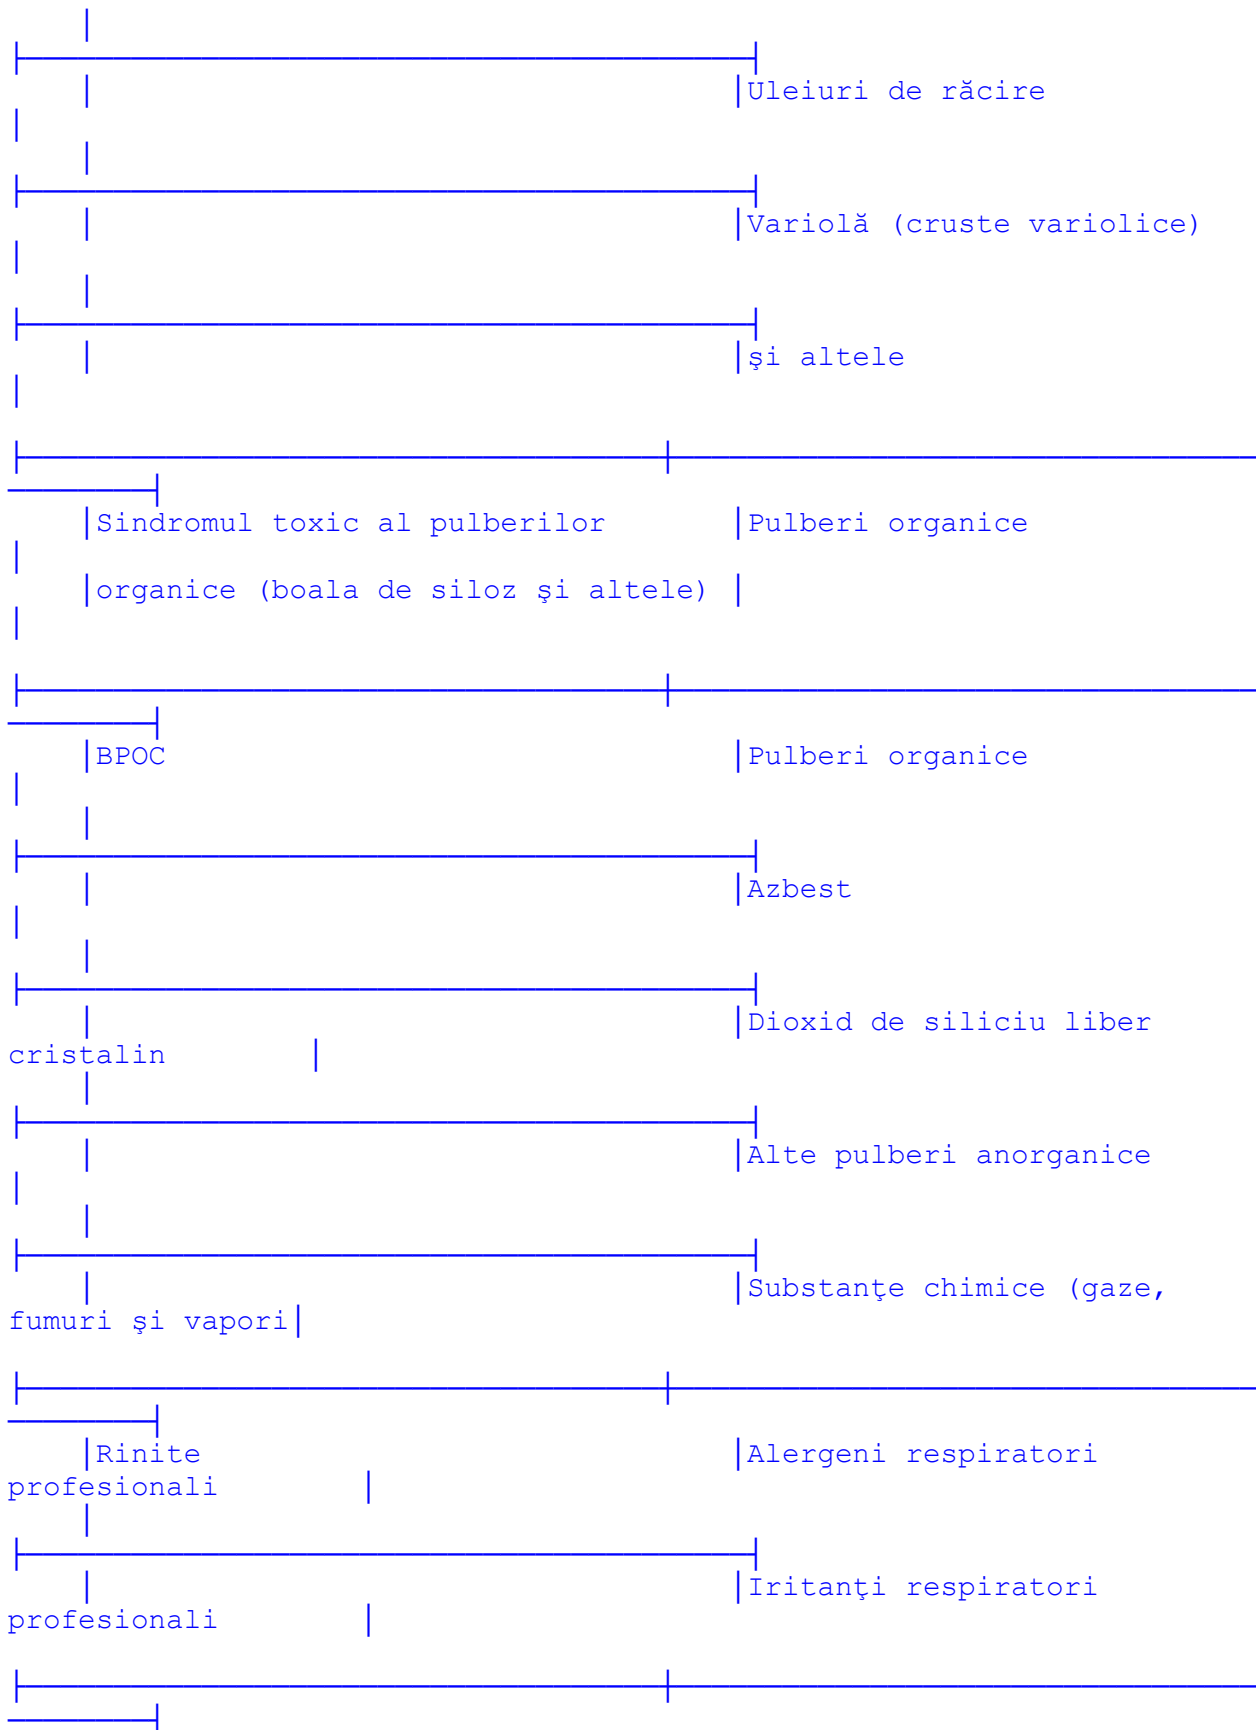 Uleiuri de răcire
Variolă (cruste variolice)
şi altele
Sindromul toxic al pulberilor Pulberi organice
organice (boala de siloz şi altele)
BPOC Pulberi organice
Azbest
Dioxid de siliciu liber
cristalin
Alte pulberi anorganice
Substanţe chimice (gaze,
fumuri şi vapori
Rinite Alergeni respiratori
profesionali
Iritanţi respiratori
profesionali